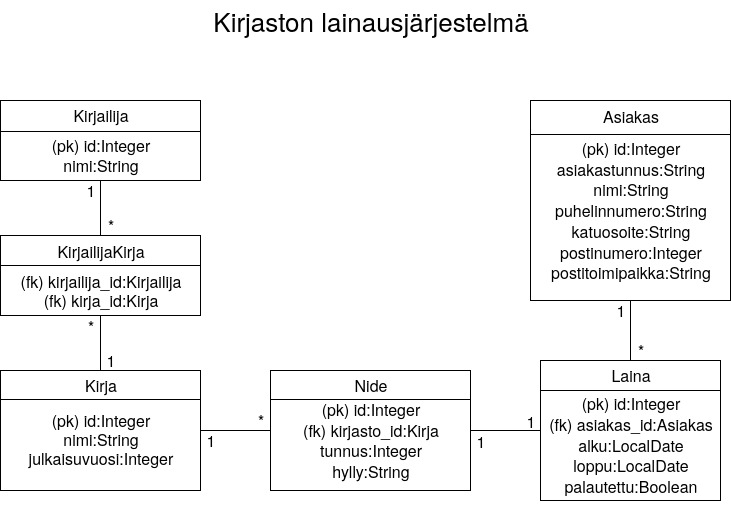 Kirjaston lainausjärjestelmä
Kirjailija
(pk) id:Integer
nimi:String
1
*
KirjailijaKirja
(fk) kirjailija_id:Kirjailija
(fk) kirja_id:Kirja
*
1
Kirja
(pk) id:Integer
nimi:String
julkaisuvuosi:Integer
1
*
Nide
(pk) id:Integer
(fk) kirjasto_id:Kirja
tunnus:Integer
hylly:String
1
1
Asiakas
(pk) id:Integer
asiakastunnus:String
nimi:String
puhelinnumero:String
katuosoite:String
postinumero:Integer
postitoimipaikka:String
1
*
Laina
(pk) id:Integer
(fk) asiakas_id:Asiakas
alku:LocalDate
loppu:LocalDate
palautettu:Boolean